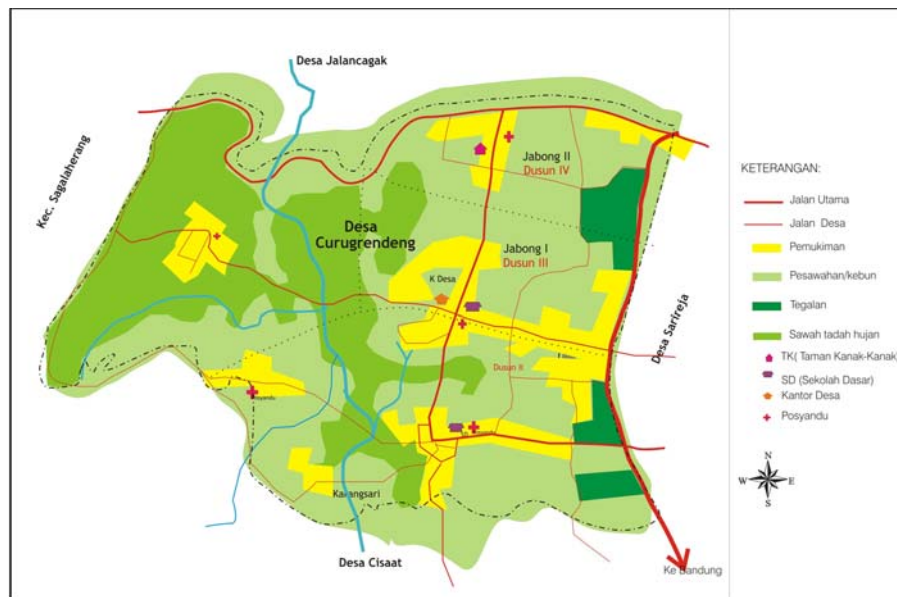 Desa Jalancagak
Kec. Sagalaherang
Jabong II
Dusun IV
Desa
Curugrendeng
Jabong I
Dusun III
K Desa
Desa Sarireja
Dusun II
Karangsari
Desa Cisaat
Ke Bandung
KETERANGAN:
Jalan Utama
Jalan Desa
Pemukiman
Pesawahan/kebun
Tegalan
Sawah tadah hujan
TK( Taman Kanak-Kanak)
SD (Sekolah Dasar)
Kantor Desa
Posyandu
N
W E
S